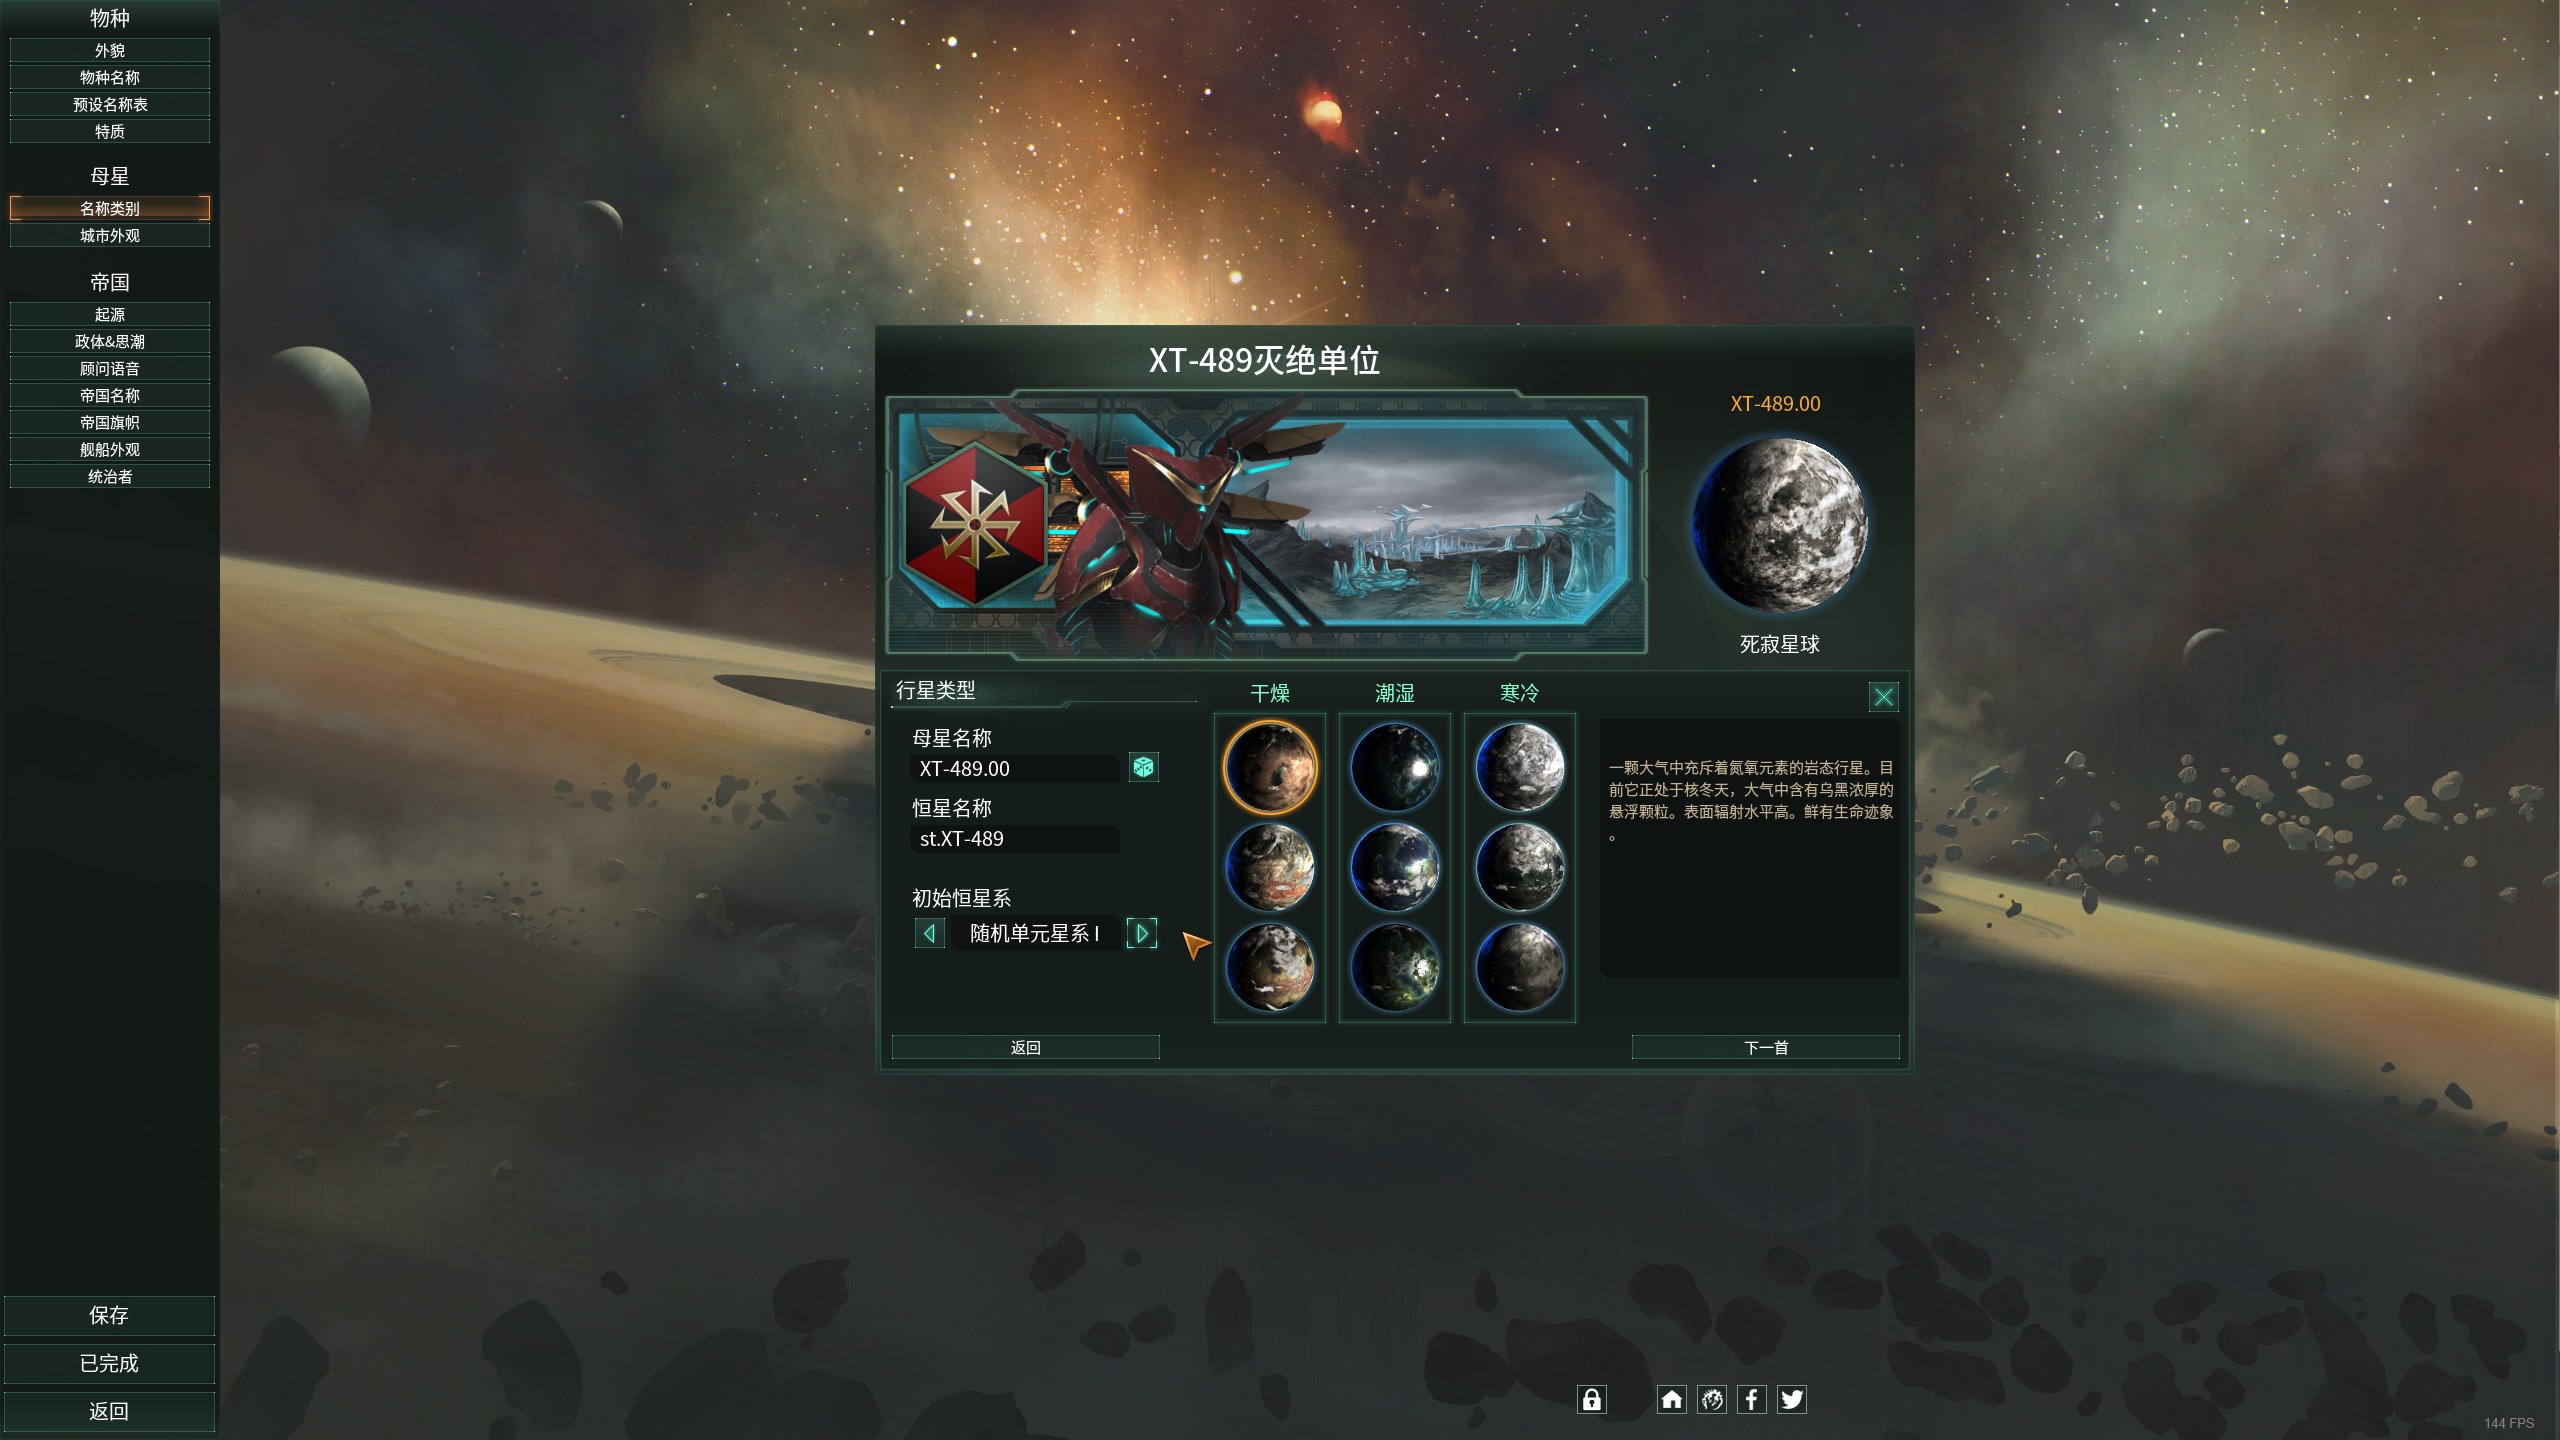 物种
外貌
物种名称
预设名称表
特质
母星
名称类别
城市外观
帝国
起源
政体&思潮
顾问语音
帝国名称
帝国旗帜
舰船外观
统治者
保存
已完成
返回
XT-489灭绝单位
XT-489.00
死寂星球
行星类型
干燥
潮湿
寒冷
母星名称
XT-489.00
恒星名称
st.XT-489
初始恒星系
随机单元星系 I
一颗大气中充斥着氮氧元素的岩态行星。目
前它正处于核冬天，大气中含有乌黑浓厚的
悬浮颗粒。表面辐射水平高。鲜有生命迹象
。
返回
下一首
144 FPS